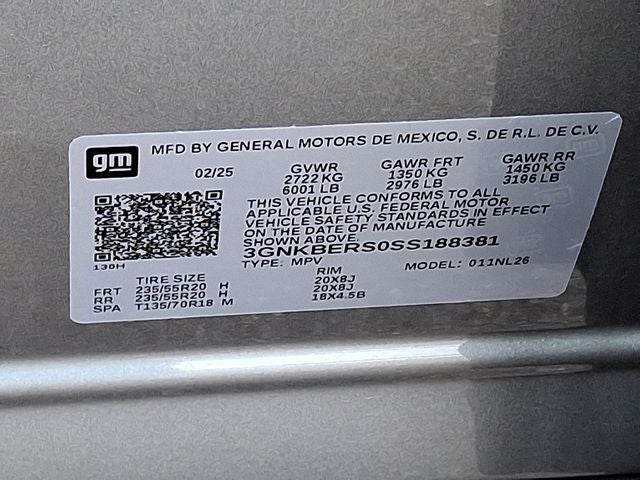 gm
MFD BY GENERAL MOTORS DE MEXICO, S. DE R.L. DE C.V.
02/25 GVWR GAWR FRT GAWR RR
2722 KG 1350 KG 1450 KG
6001 LB 2976 LB 3196 LB
THIS VEHICLE CONFORMS TO ALL
APPLICABLE U.S. FEDERAL MOTOR
VEHICLE SAFETY STANDARDS IN EFFECT
ON THE DATE OF MANUFACTURE
SHOWN ABOVE.
3GNKBERS0SS188381
TYPE: MPV MODEL: 011NL26
130H
TIRE SIZE RIM
FRT 235/55R20 H 20X8J
RR 235/55R20 H 20X8J
SPA T135/70R18 M 18X4.5B